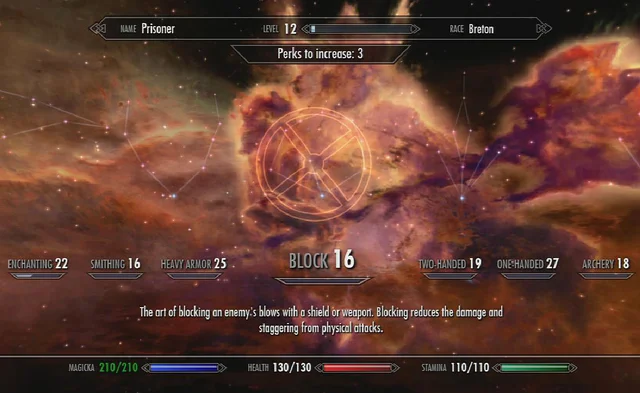 NAME Prisoner LEVEL 12 RACE Breton
Perks to increase: 3
ENCHANTING 22 SMITHING 16 HEAVY ARMOR 25 BLOCK 16 TWO-HANDED 19 ONE-HANDED 27 ARCHERY 18
The art of blocking an enemy's blows with a shield or weapon. Blocking reduces the damage and
staggering from physical attacks.
MAGICKA 210/210 HEALTH 130/130 STAMINA 110/110